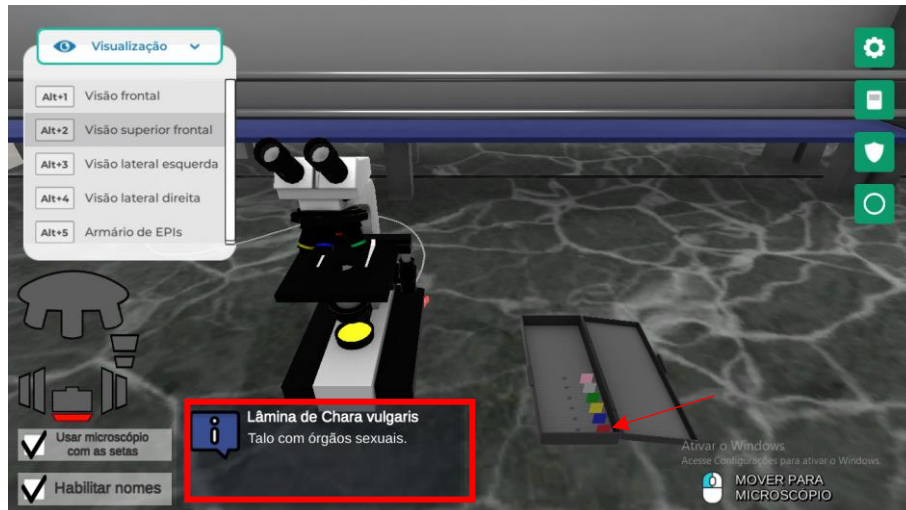 Visualização
Alt+1 Visão frontal
Alt+2 Visão superior frontal
Alt+3 Visão lateral esquerda
Alt+4 Visão lateral direita
Alt+5 Armário de EPIs
Usar microscópio
com as setas
Habilitar nomes
i
Lâmina de Chara vulgaris
Talo com órgãos sexuais.
Ativar o Windows
Acesse Configurações para ativar o Windows.
MOVER PARA
MICROSCÓPIO